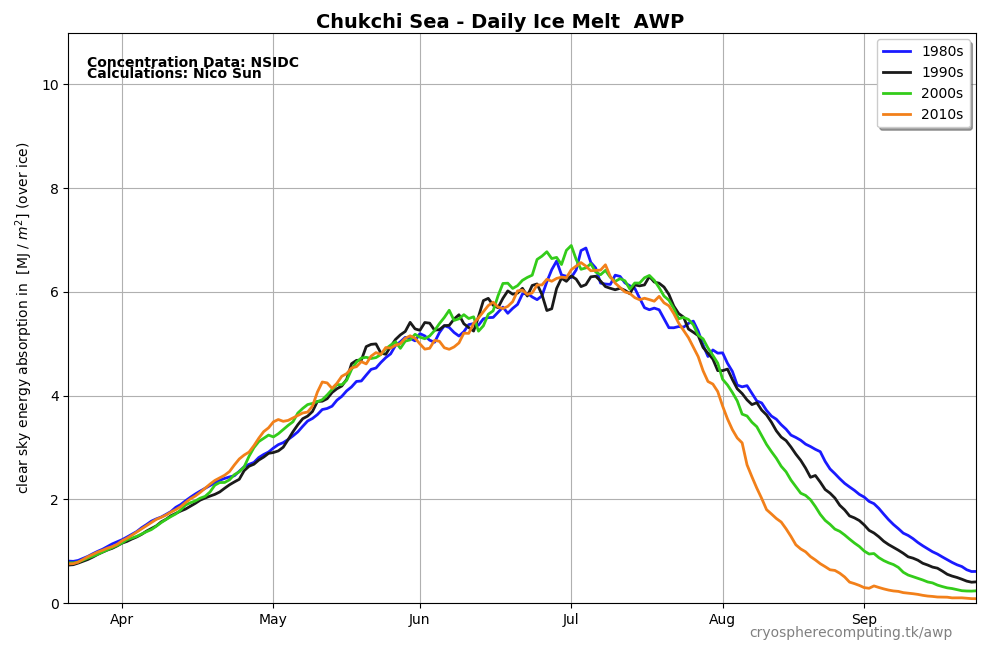 Chukchi Sea - Daily Ice Melt  AWP
Concentration Data: NSIDC
Calculations: Nico Sun
1980s
1990s
2000s
2010s
clear sky energy absorption in  [MJ / m²] (over ice)
10
8
6
4
2
0
Apr May Jun Jul Aug Sep
cryospherecomputing.tk/awp